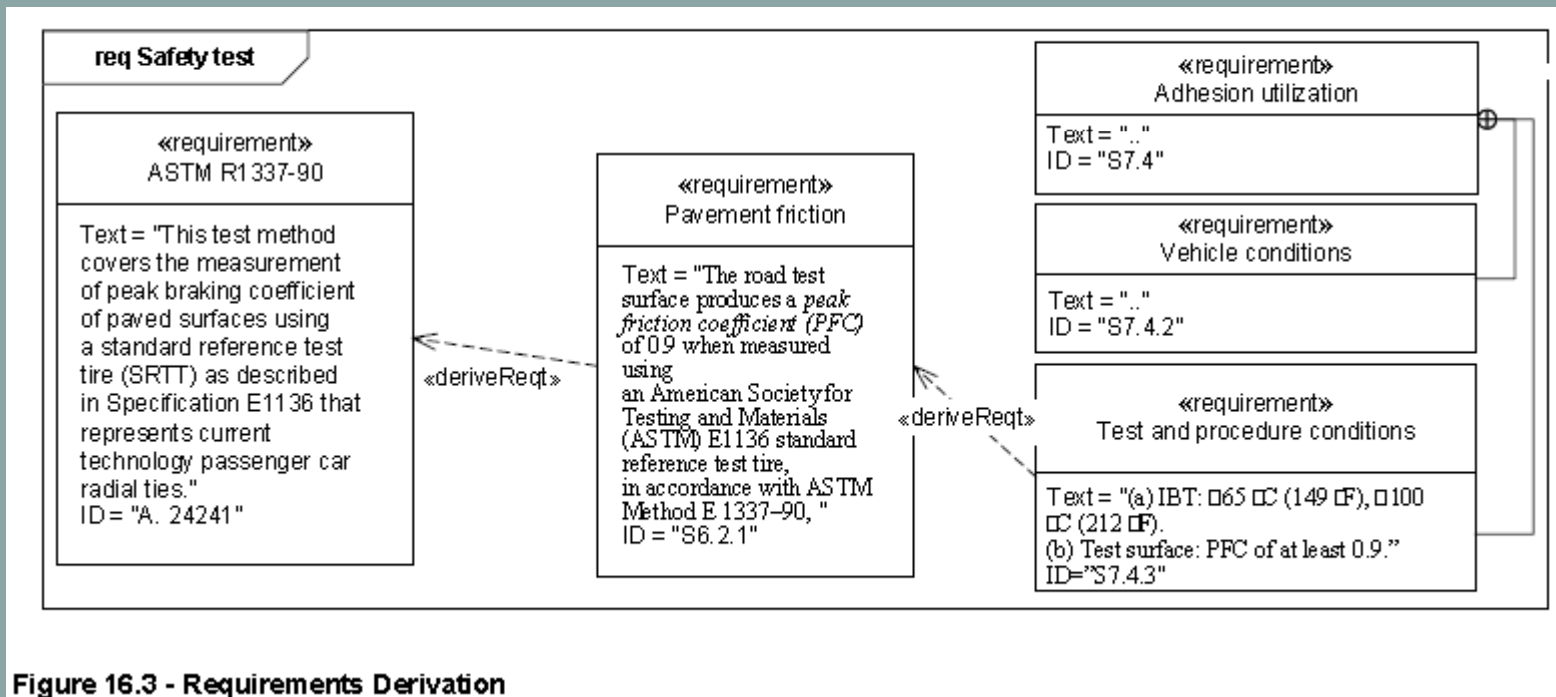 req Safety test
«requirement»
ASTM R1337-90
Text = "This test method
covers the measurement
of peak braking coefficient
of paved surfaces using
a standard reference test
tire (SRTT) as described
in Specification E1136 that
represents current
technology passenger car
radial ties."
ID = "A. 24241"
«deriveReqt»
«requirement»
Pavement friction
Text = "The road test
surface produces a peak
friction coefficient (PFC)
of 0.9 when measured
using
an American Society for
Testing and Materials
(ASTM) E1136 standard
reference test tire,
in accordance with ASTM
Method E 1337–90, "
ID = "S6.2.1"
«deriveReqt»
«requirement»
Adhesion utilization
Text = ".."
ID = "S7.4"
«requirement»
Vehicle conditions
Text = ".."
ID = "S7.4.2"
«requirement»
Test and procedure conditions
Text = "(a) IBT: □65 □C (149 □F), □100
□C (212 □F).
(b) Test surface: PFC of at least 0.9.”
ID=”S7.4.3"
Figure 16.3 - Requirements Derivation